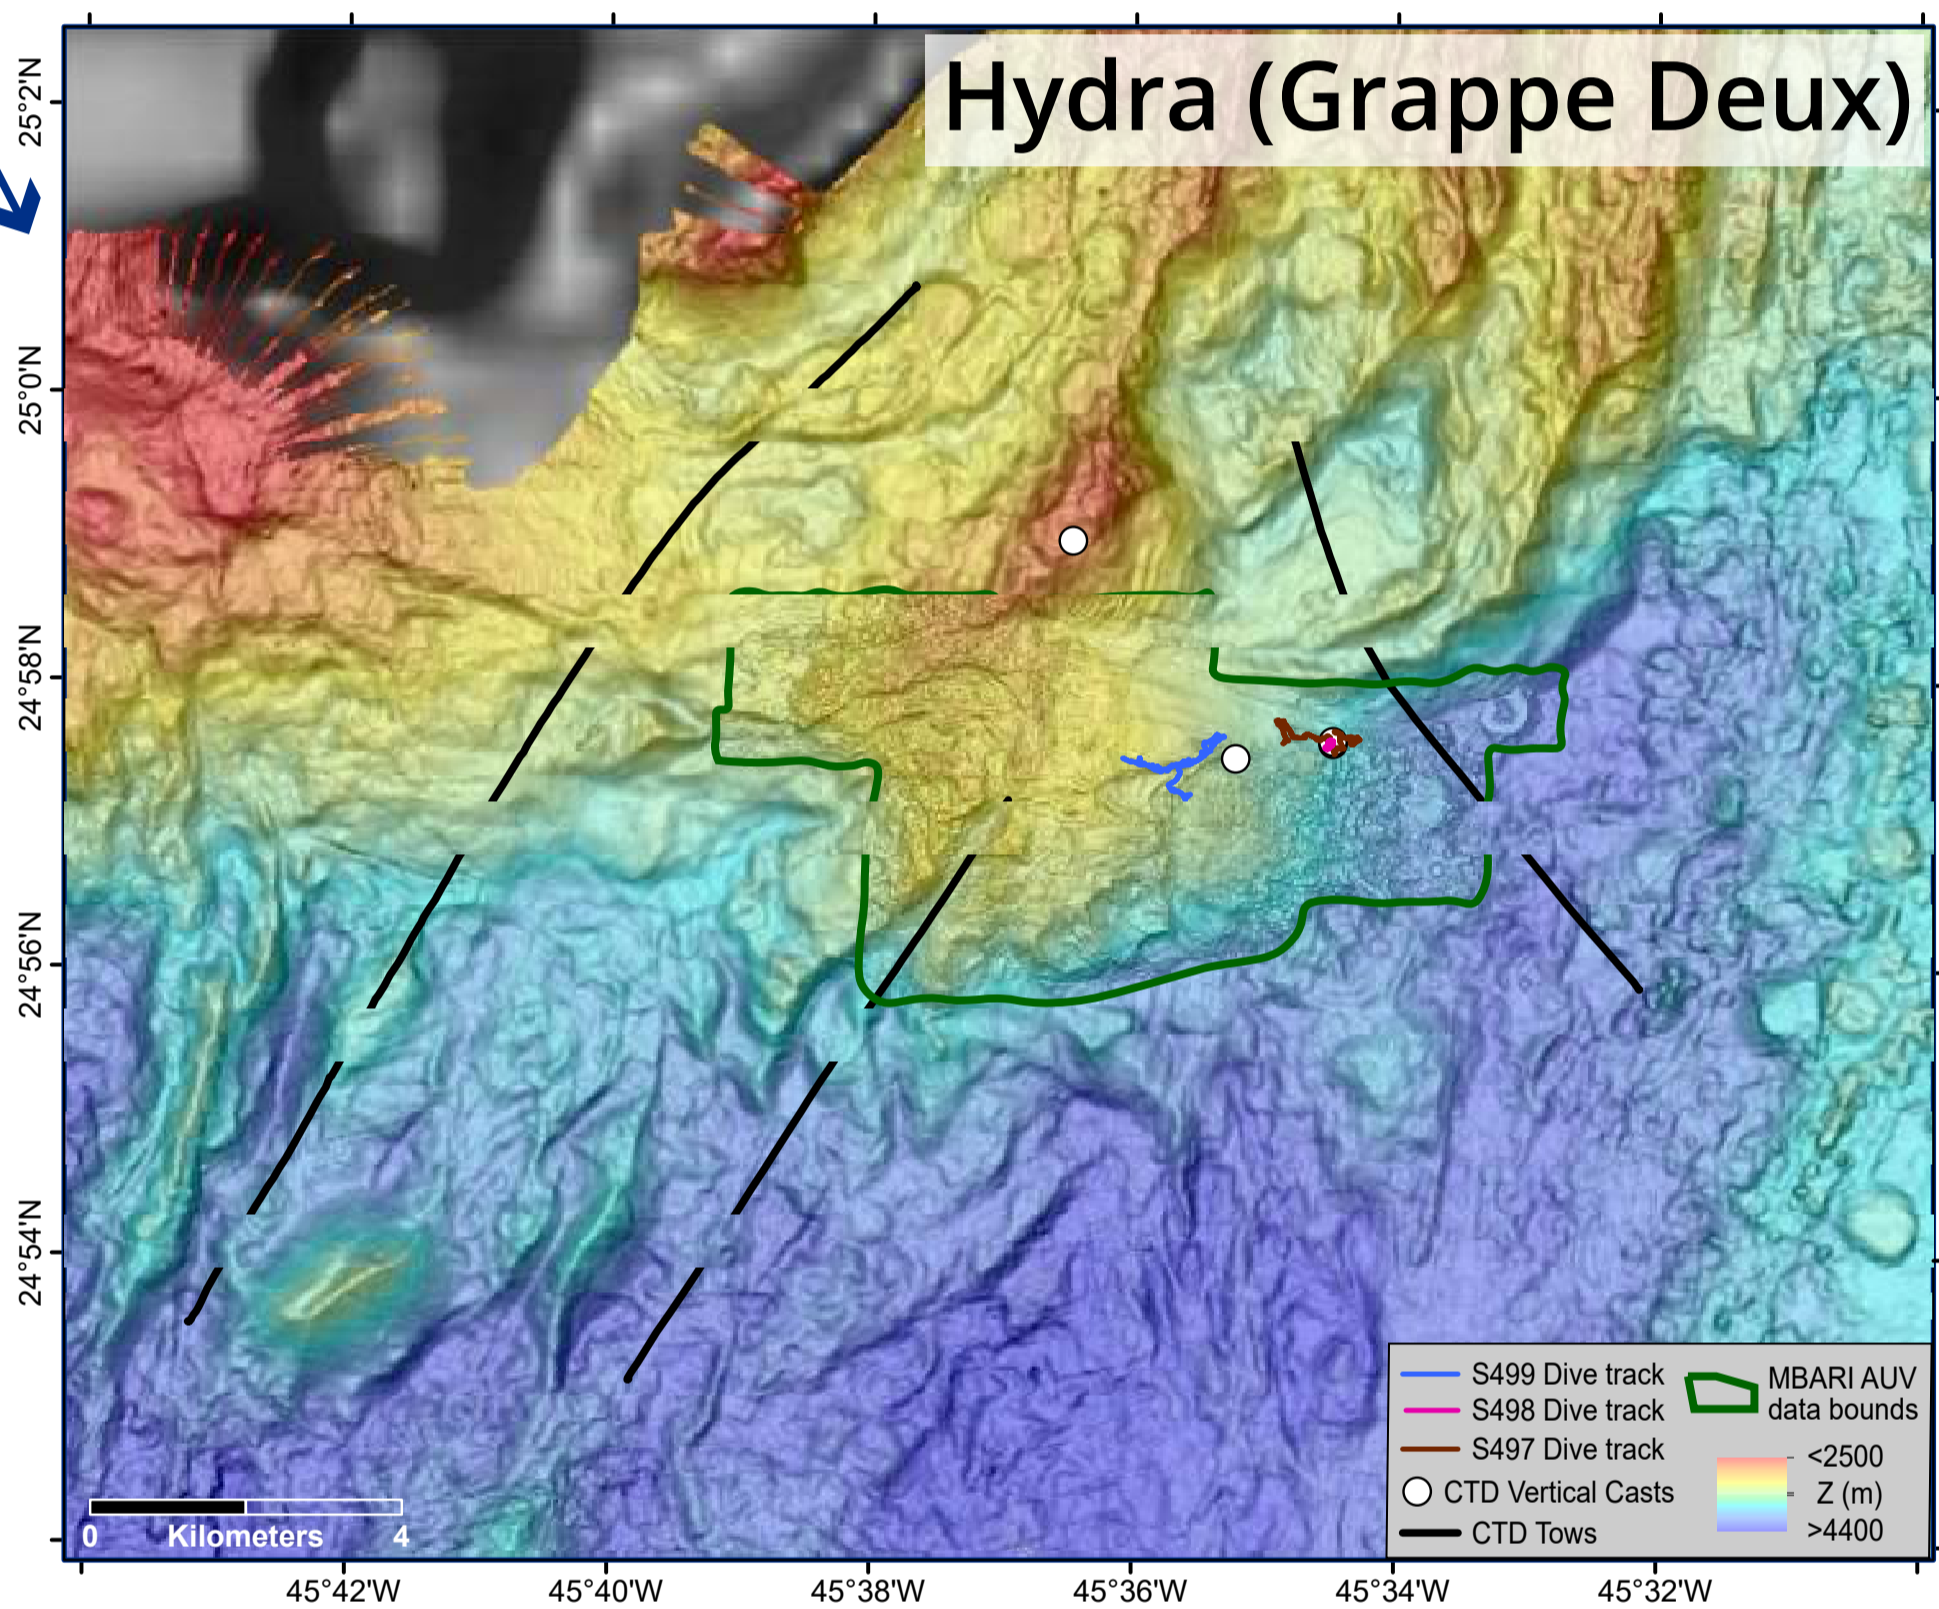 Hydra (Grappe Deux)
25°2'N
25°0'N
24°58'N
24°56'N
24°54'N
S499 Dive track
S498 Dive track
S497 Dive track
CTD Vertical Casts
CTD Tows
MBARI AUV
data bounds
<2500
Z (m)
>4400
0 Kilometers 4
45°42'W 45°40'W 45°38'W 45°36'W 45°34'W 45°32'W